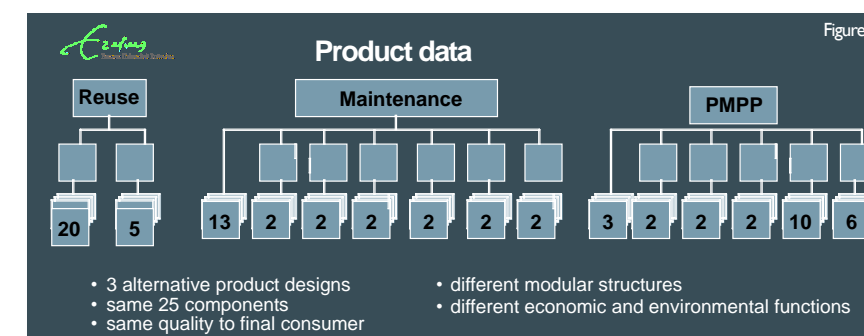 Figure
Erasmus
Product data
Reuse
Maintenance
PMPP
20 5
13 2 2 2 2 2 2
3 2 2 2 10 6
• 3 alternative product designs
• same 25 components
• same quality to final consumer
• different modular structures
• different economic and environmental functions